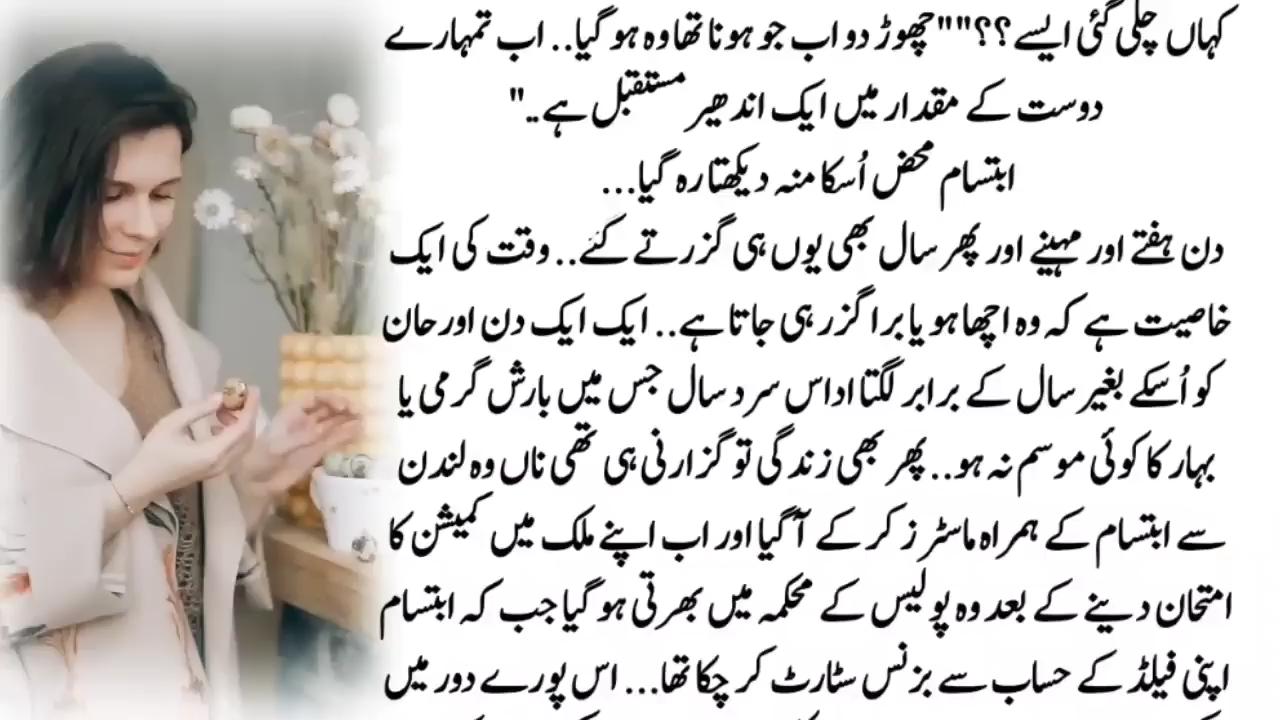 کہاں چلی گئی ایسے؟؟""چھوڑ دو اب جو ہونا تھا وہ ہو گیا.. اب تمہارے
دوست کے مقدار میں ایک اندھیر مستقبل ہے.."
ابتسام محض اُسکا منہ دیکھتا رہ گیا...
دن ہفتے اور مہینے اور پھر سال بھی یوں ہی گزرتے گئے.. وقت کی ایک
خاصیت ہے کہ وہ اچھا ہو یا برا گزر ہی جاتا ہے.. ایک ایک دن اورحان
کو اُسکے بغیر سال کے برابر لگتا اداس سرد سال جس میں بارش گرمی یا
بہار کا کوئی موسم نہ ہو.. پھر بھی زندگی تو گزارنی ہی تھی ناں وہ لندن
سے ابتسام کے ہمراہ ماسٹرز کر کے آ گیا اور اب اپنے ملک میں کمیشن کا
امتحان دینے کے بعد وہ پولیس کے محکمہ میں بھرتی ہو گیا جب کہ ابتسام
اپنی فیلڈ کے حساب سے بزنس سٹارٹ کر چکا تھا... اس پورے دور میں